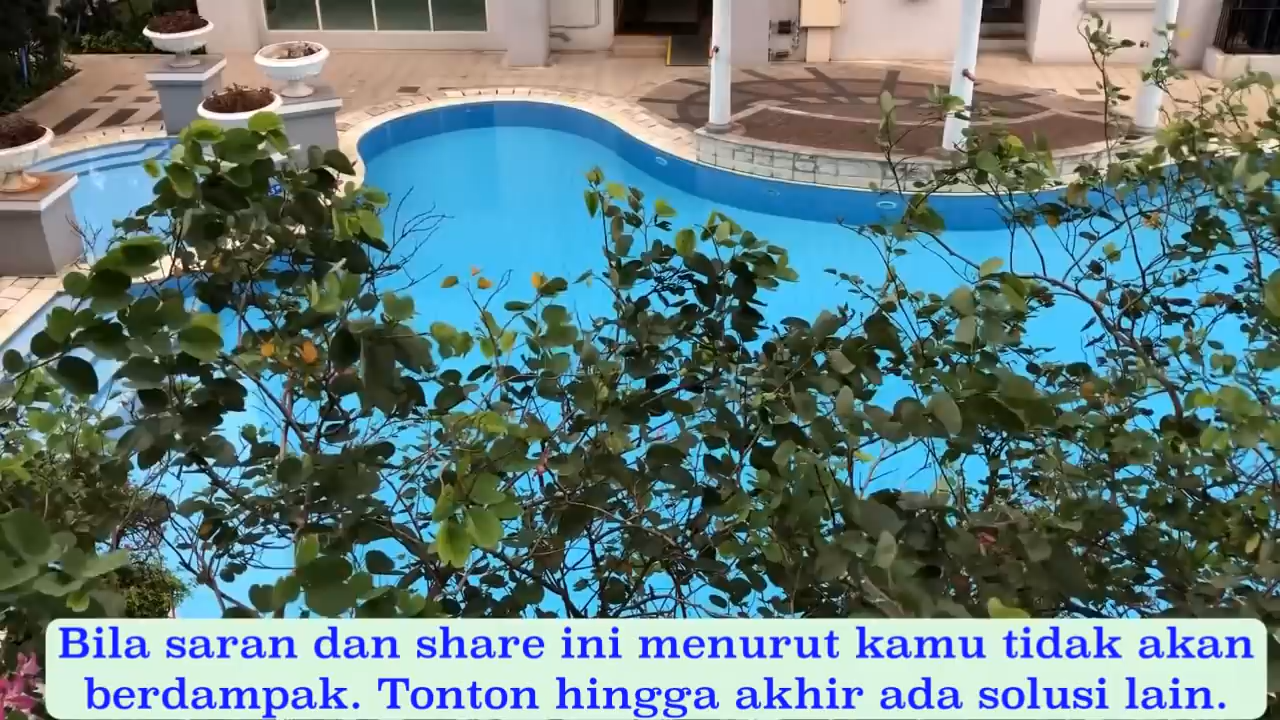 Bila saran dan share ini menurut kamu tidak akan
berdampak. Tonton hingga akhir ada solusi lain.